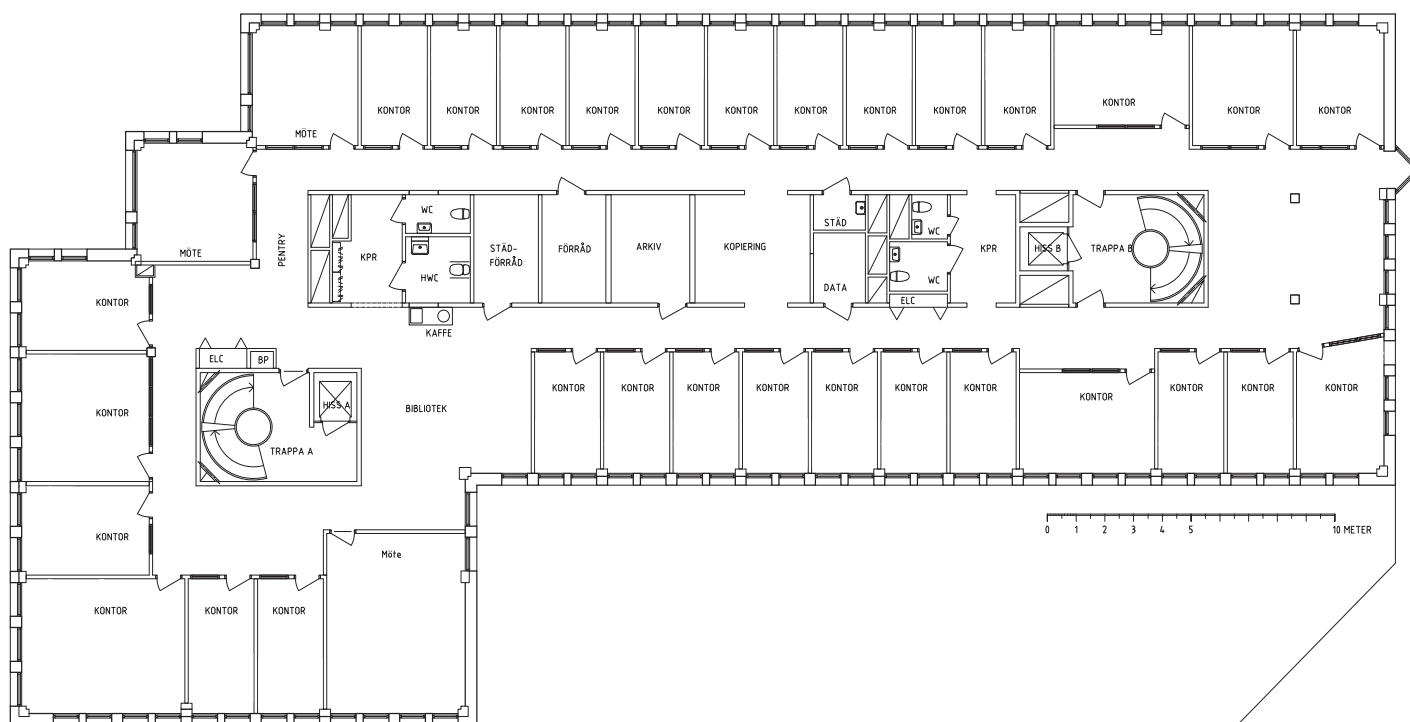 KONTOR
KONTOR
KONTOR
KONTOR
KONTOR
KONTOR
KONTOR
KONTOR
KONTOR
KONTOR
KONTOR
KONTOR
KONTOR
MÖTE
MÖTE
PENTRY
KPR
WC
HWC
STÄD-
FÖRRÅD
FÖRRÅD
ARKIV
KOPIERING
STÄD
DATA
WC
WC
ELC
KPR
HISS B
TRAPPA B
KAFFE
KONTOR
KONTOR
KONTOR
ELC
BP
HISS A
TRAPPA A
BIBLIOTEK
KONTOR
KONTOR
KONTOR
KONTOR
KONTOR
KONTOR
KONTOR
KONTOR
KONTOR
KONTOR
KONTOR
0 1 2 3 4 5 10 METER
Möte
KONTOR
KONTOR
KONTOR